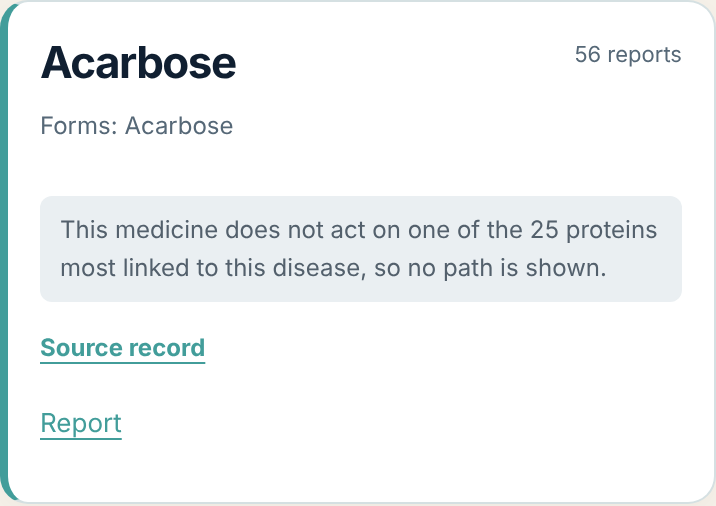 Acarbose
56 reports
Forms: Acarbose
This medicine does not act on one of the 25 proteins
most linked to this disease, so no path is shown.
Source record
Report